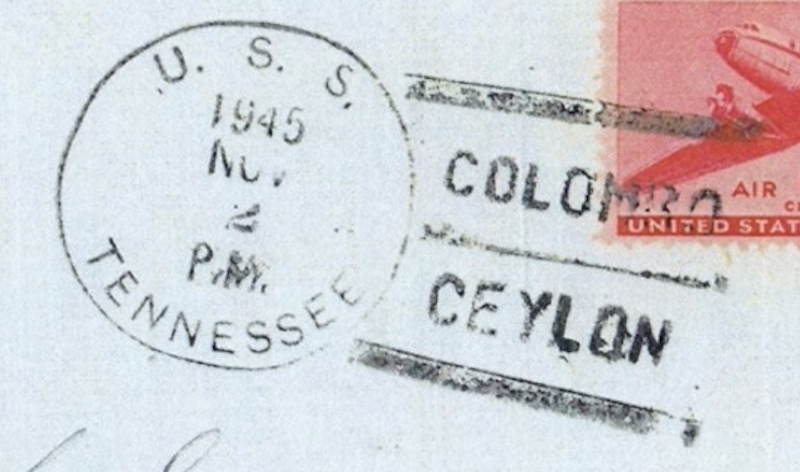 U. S. S.
1945
NOV
2
P.M.
TENNESSEE
COLOMBO
CEYLON
AIR
UNITED STAT